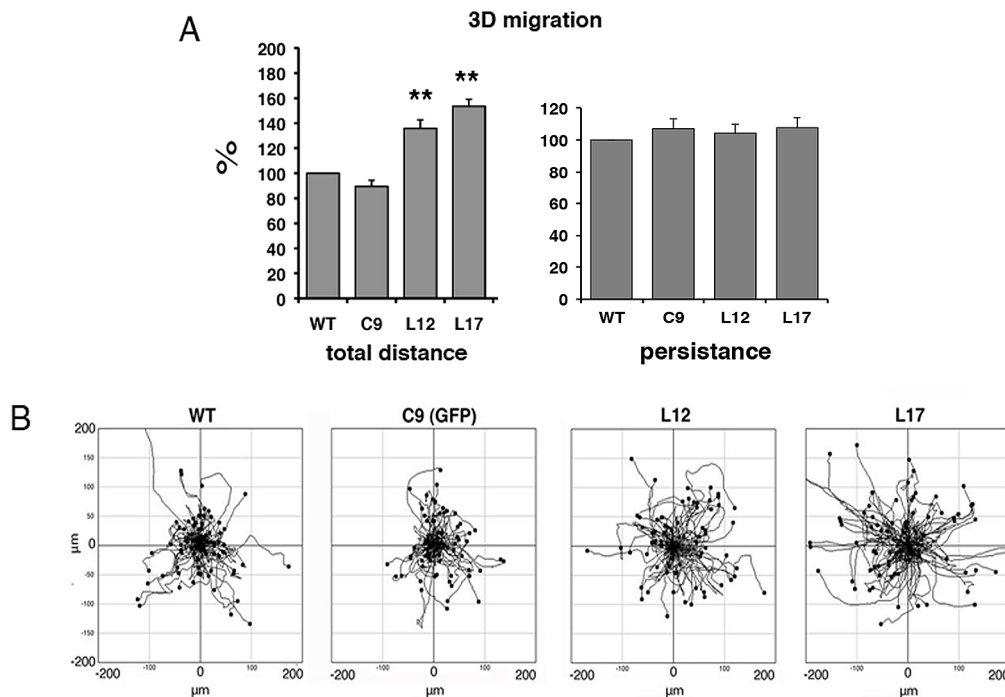 A
3D migration
%
200
180
160
140
120
100
80
60
40
20
0
**
**
WT C9 L12 L17
total distance
120
100
80
60
40
20
0
WT C9 L12 L17
persistance
B
WT
C9 (GFP)
L12
L17
200
150
100
50
0
-50
-100
-150
-200
µm
-200 -100 0 100 200
µm
-200 -100 0 100 200
µm
-200 -100 0 100 200
µm
-200 -100 0 100 200
µm